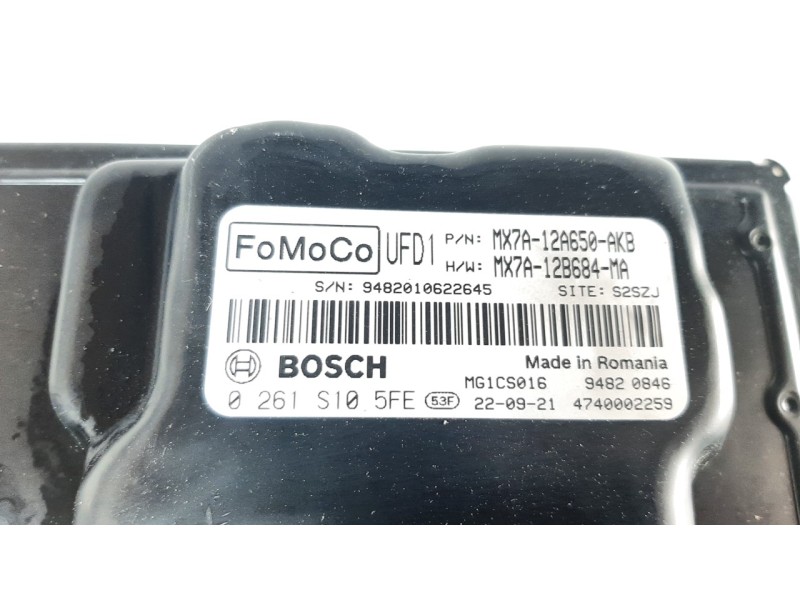 FoMoCo UFD1 P/N: MX7A-12A650-AKB
H/W: MX7A-12B684-MA
S/N: 9482010622645 SITE: S2SZJ
BOSCH Made in Romania
MG1CS016 9482 0846
0 261 S10 5FE 53F 22-09-21 4740002259